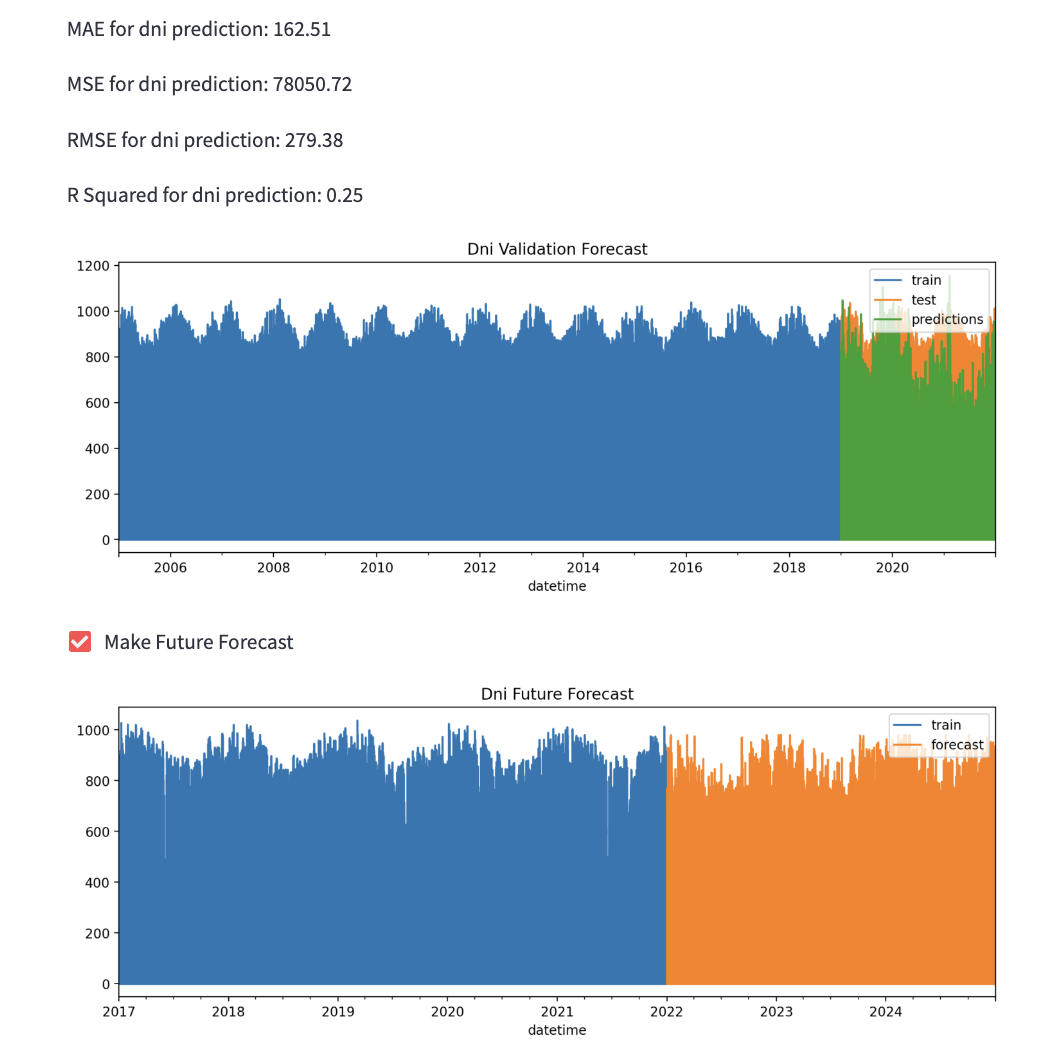 MAE for dni prediction: 162.51
MSE for dni prediction: 78050.72
RMSE for dni prediction: 279.38
R Squared for dni prediction: 0.25
Dni Validation Forecast
1200
1000
800
600
400
200
0
train
test
predictions
2006 2008 2010 2012 2014 2016 2018 2020
datetime
Make Future Forecast
Dni Future Forecast
1000
800
600
400
200
0
train
forecast
2017 2018 2019 2020 2021 2022 2023 2024
datetime